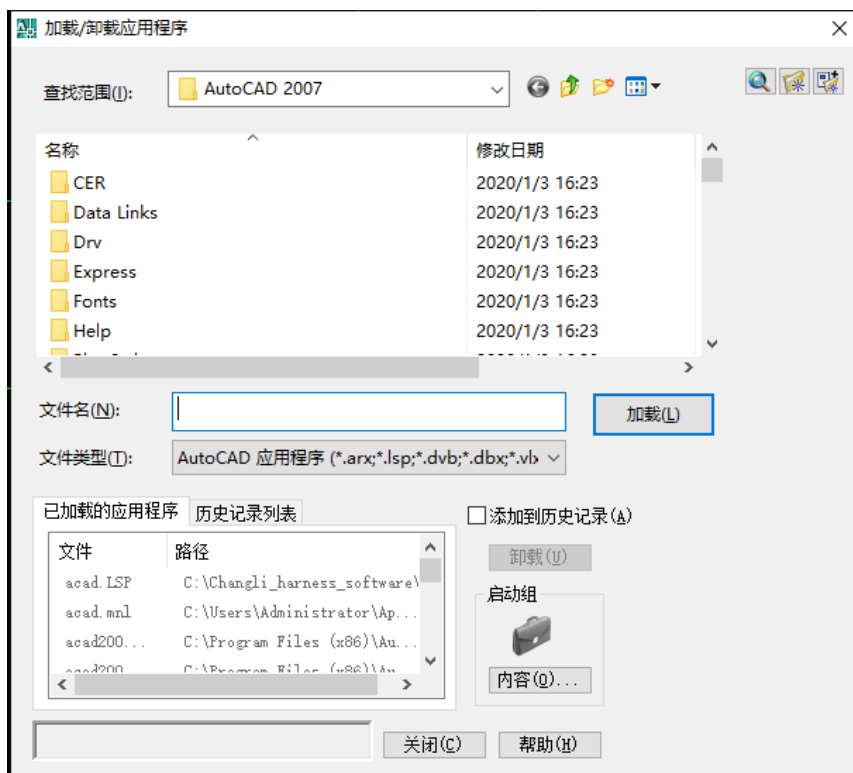 加载/卸载应用程序
查找范围(I):
AutoCAD 2007
名称
修改日期
CER 2020/1/3 16:23
Data Links 2020/1/3 16:23
Drv 2020/1/3 16:23
Express 2020/1/3 16:23
Fonts 2020/1/3 16:23
Help 2020/1/3 16:23
文件名(N):
加载(L)
文件类型(T):
AutoCAD 应用程序 (*.arx;*.lsp;*.dvb;*.dbx;*.vlx
已加载的应用程序
历史记录列表
文件 路径
acad.LSP C:\Changli_harness_software\
acad.mnl C:\Users\Administrator\Ap...
acad200... C:\Program Files (x86)\Au...
acad200 C:\Program Files (x86)\Au
添加到历史记录(A)
卸载(U)
启动组
内容(O)...
关闭(C)
帮助(H)